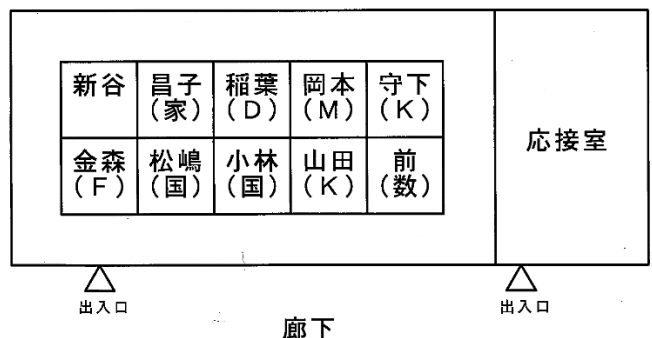 新谷 昌子 稲葉 岡本 守下
(家) (D) (M) (K)
応接室
金森 松嶋 小林 山田 前
(F) (国) (国) (K) (数)
出入口 出入口
廊下